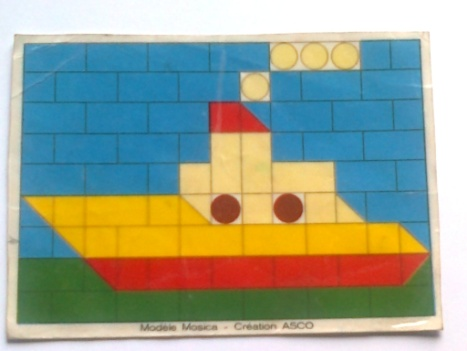 Modèle Mosica - Création ASCO